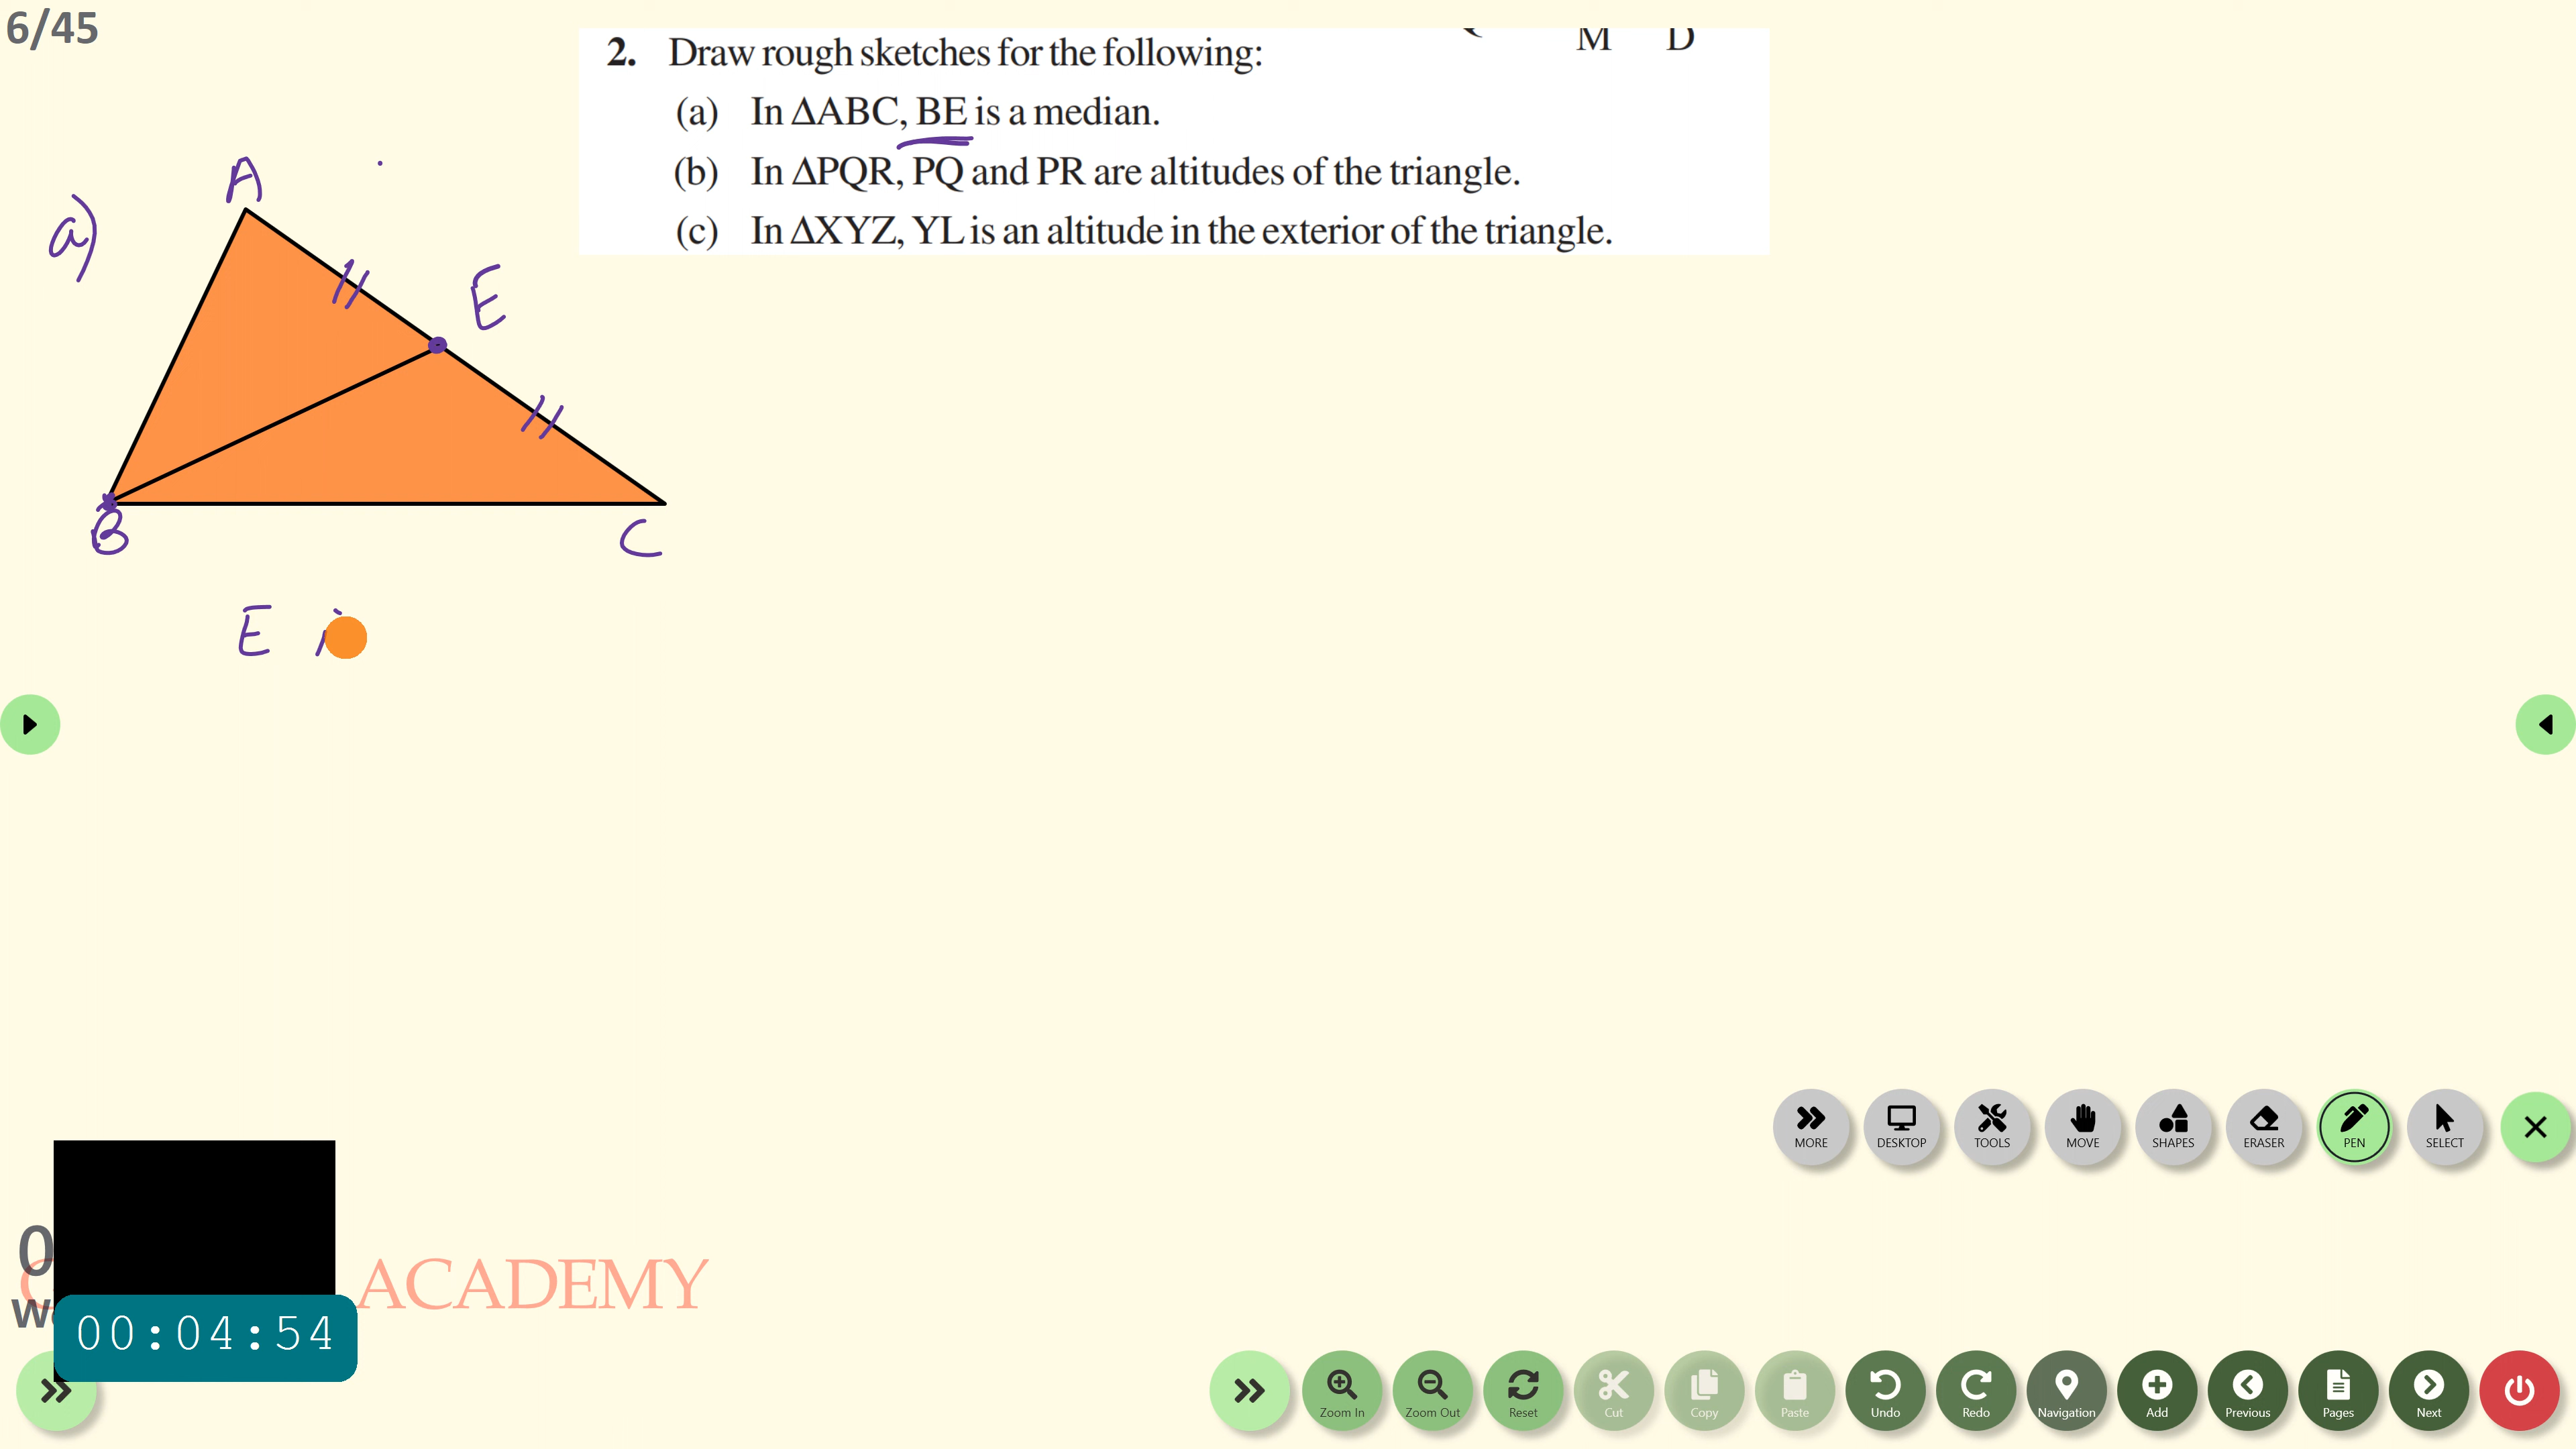 6/45
M D
2. Draw rough sketches for the following:
(a) In ΔABC, BE is a median.
(b) In ΔPQR, PQ and PR are altitudes of the triangle.
(c) In ΔXYZ, YL is an altitude in the exterior of the triangle.
a)
A
E
B
C
E i
MORE DESKTOP TOOLS MOVE SHAPES ERASER PEN SELECT
ACADEMY
00:04:54
Zoom In Zoom Out Reset Cut Copy Paste Undo Redo Navigation Add Previous Pages Next